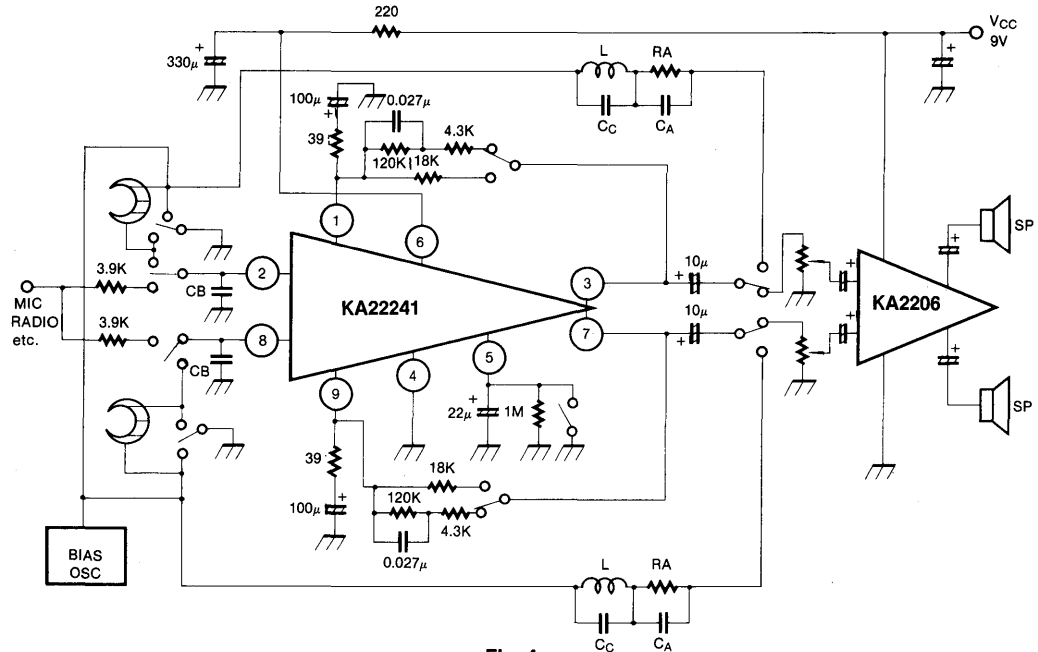 220
VCC
9V
330µ
+
L
RA
CC
CA
100µ
+
0.027µ
39
120K
18K
4.3K
1
6
3.9K
MIC
RADIO
etc.
3.9K
CB
2
CB
8
KA22241
3
7
10µ
+
10µ
+
KA2206
SP
SP
+
+
+
+
+
9
4
5
22µ
+
1M
39
100µ
+
18K
120K
4.3K
0.027µ
BIAS
OSC
L
RA
CC
CA